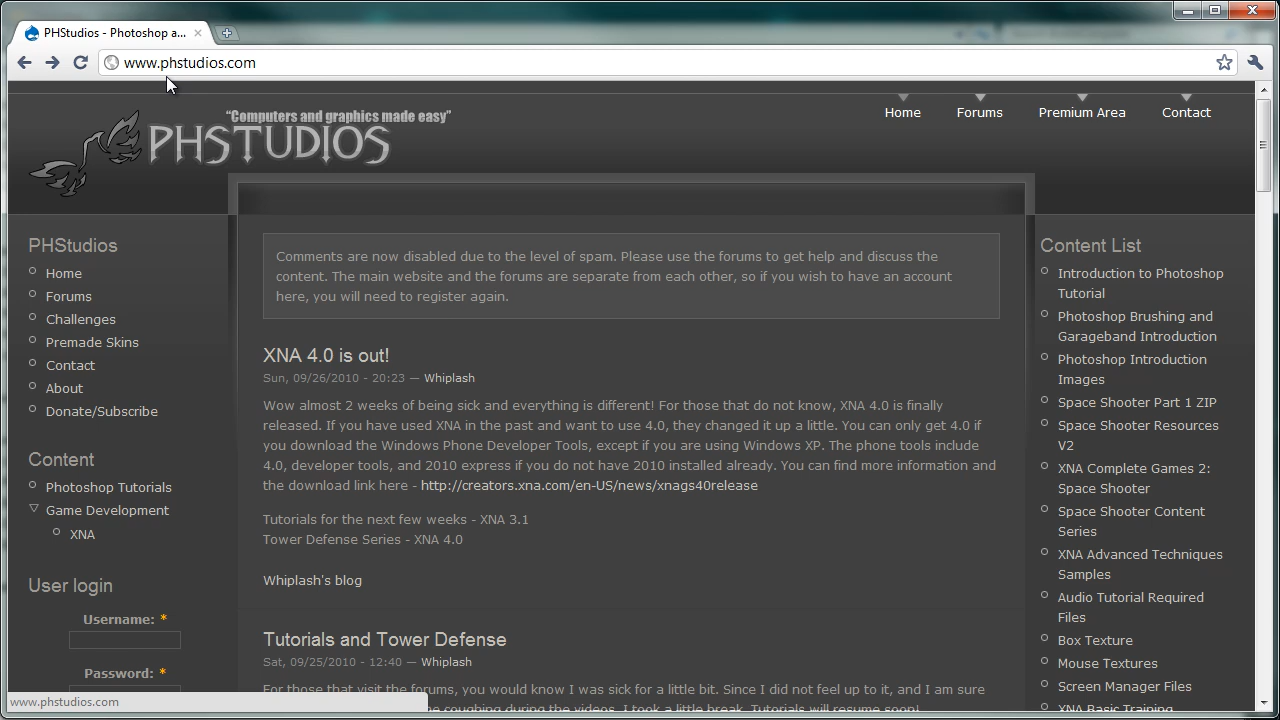 PHStudios - Photoshop a...
www.phstudios.com
"Computers and graphics made easy"
PHSTUDIOS
Home Forums Premium Area Contact
PHStudios
Home
Forums
Challenges
Premade Skins
Contact
About
Donate/Subscribe
Content
Photoshop Tutorials
Game Development
XNA
User login
Username: *
Password: *
Comments are now disabled due to the level of spam. Please use the forums to get help and discuss the
content. The main website and the forums are separate from each other, so if you wish to have an account
here, you will need to register again.
XNA 4.0 is out!
Sun, 09/26/2010 - 20:23 — Whiplash
Wow almost 2 weeks of being sick and everything is different! For those that do not know, XNA 4.0 is finally
released. If you have used XNA in the past and want to use 4.0, they changed it up a little. You can only get 4.0 if
you download the Windows Phone Developer Tools, except if you are using Windows XP. The phone tools include
4.0, developer tools, and 2010 express if you do not have 2010 installed already. You can find more information and
the download link here - http://creators.xna.com/en-US/news/xnags40release
Tutorials for the next few weeks - XNA 3.1
Tower Defense Series - XNA 4.0
Whiplash's blog
Tutorials and Tower Defense
Sat, 09/25/2010 - 12:40 — Whiplash
For those that visit the forums, you would know I was sick for a little bit. Since I did not feel up to it, and I am sure
coughing during the videos, I took a little break. Tutorials will resume soon!
Content List
Introduction to Photoshop
Tutorial
Photoshop Brushing and
Garageband Introduction
Photoshop Introduction
Images
Space Shooter Part 1 ZIP
Space Shooter Resources
V2
XNA Complete Games 2:
Space Shooter
Space Shooter Content
Series
XNA Advanced Techniques
Samples
Audio Tutorial Required
Files
Box Texture
Mouse Textures
Screen Manager Files
XNA Basic Training
www.phstudios.com